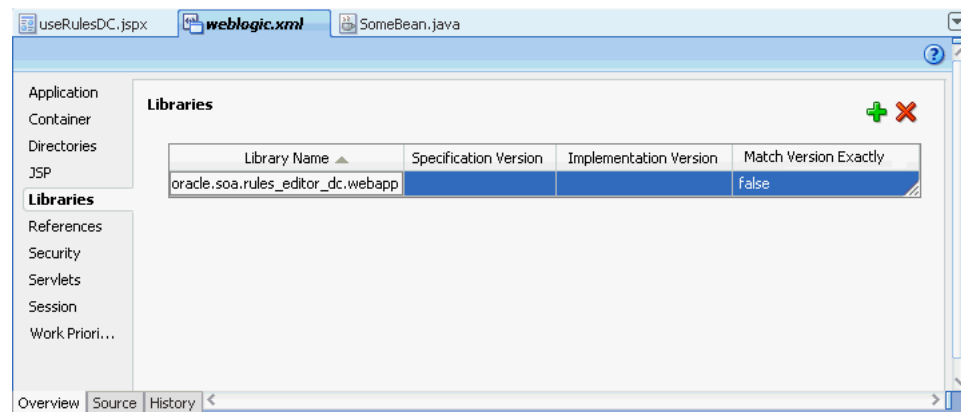 useRulesDC.jspx weblogic.xml SomeBean.java
Application
Container
Directories
JSP
Libraries
References
Security
Servlets
Session
Work Priori...
Libraries
Library Name Specification Version Implementation Version Match Version Exactly
oracle.soa.rules_editor_dc.webapp false
Overview Source History